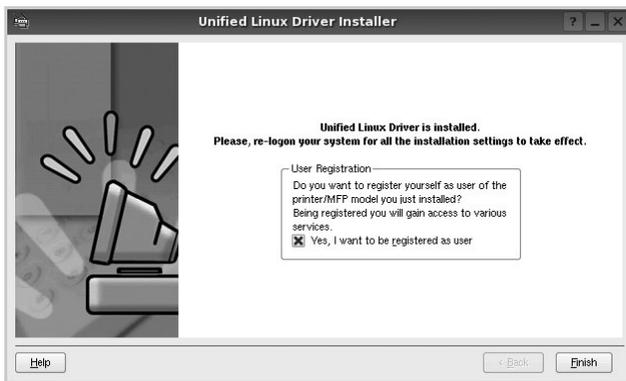 Unified Linux Driver Installer
Unified Linux Driver is installed.
Please, re-logon your system for all the installation settings to take effect.
User Registration
Do you want to register yourself as user of the
printer/MFP model you just installed?
Being registered you will gain access to various
services.
Yes, I want to be registered as user
Help
< Back
Finish